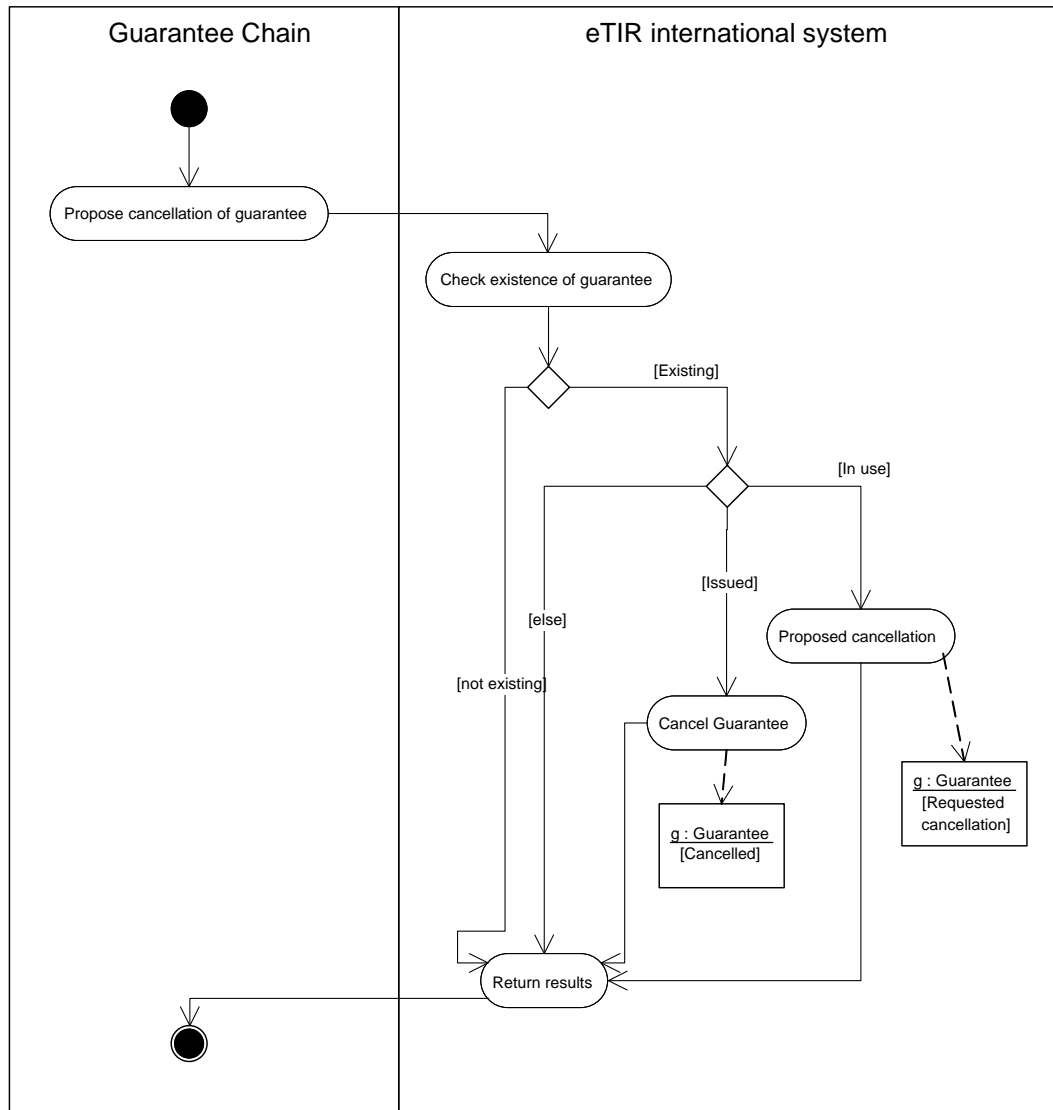 Guarantee Chain
eTIR international system
Propose cancellation of guarantee
Check existence of guarantee
[Existing]
[In use]
[Issued]
[else]
Proposed cancellation
[not existing]
Cancel Guarantee
g : Guarantee
[Requested
cancellation]
g : Guarantee
[Cancelled]
Return results